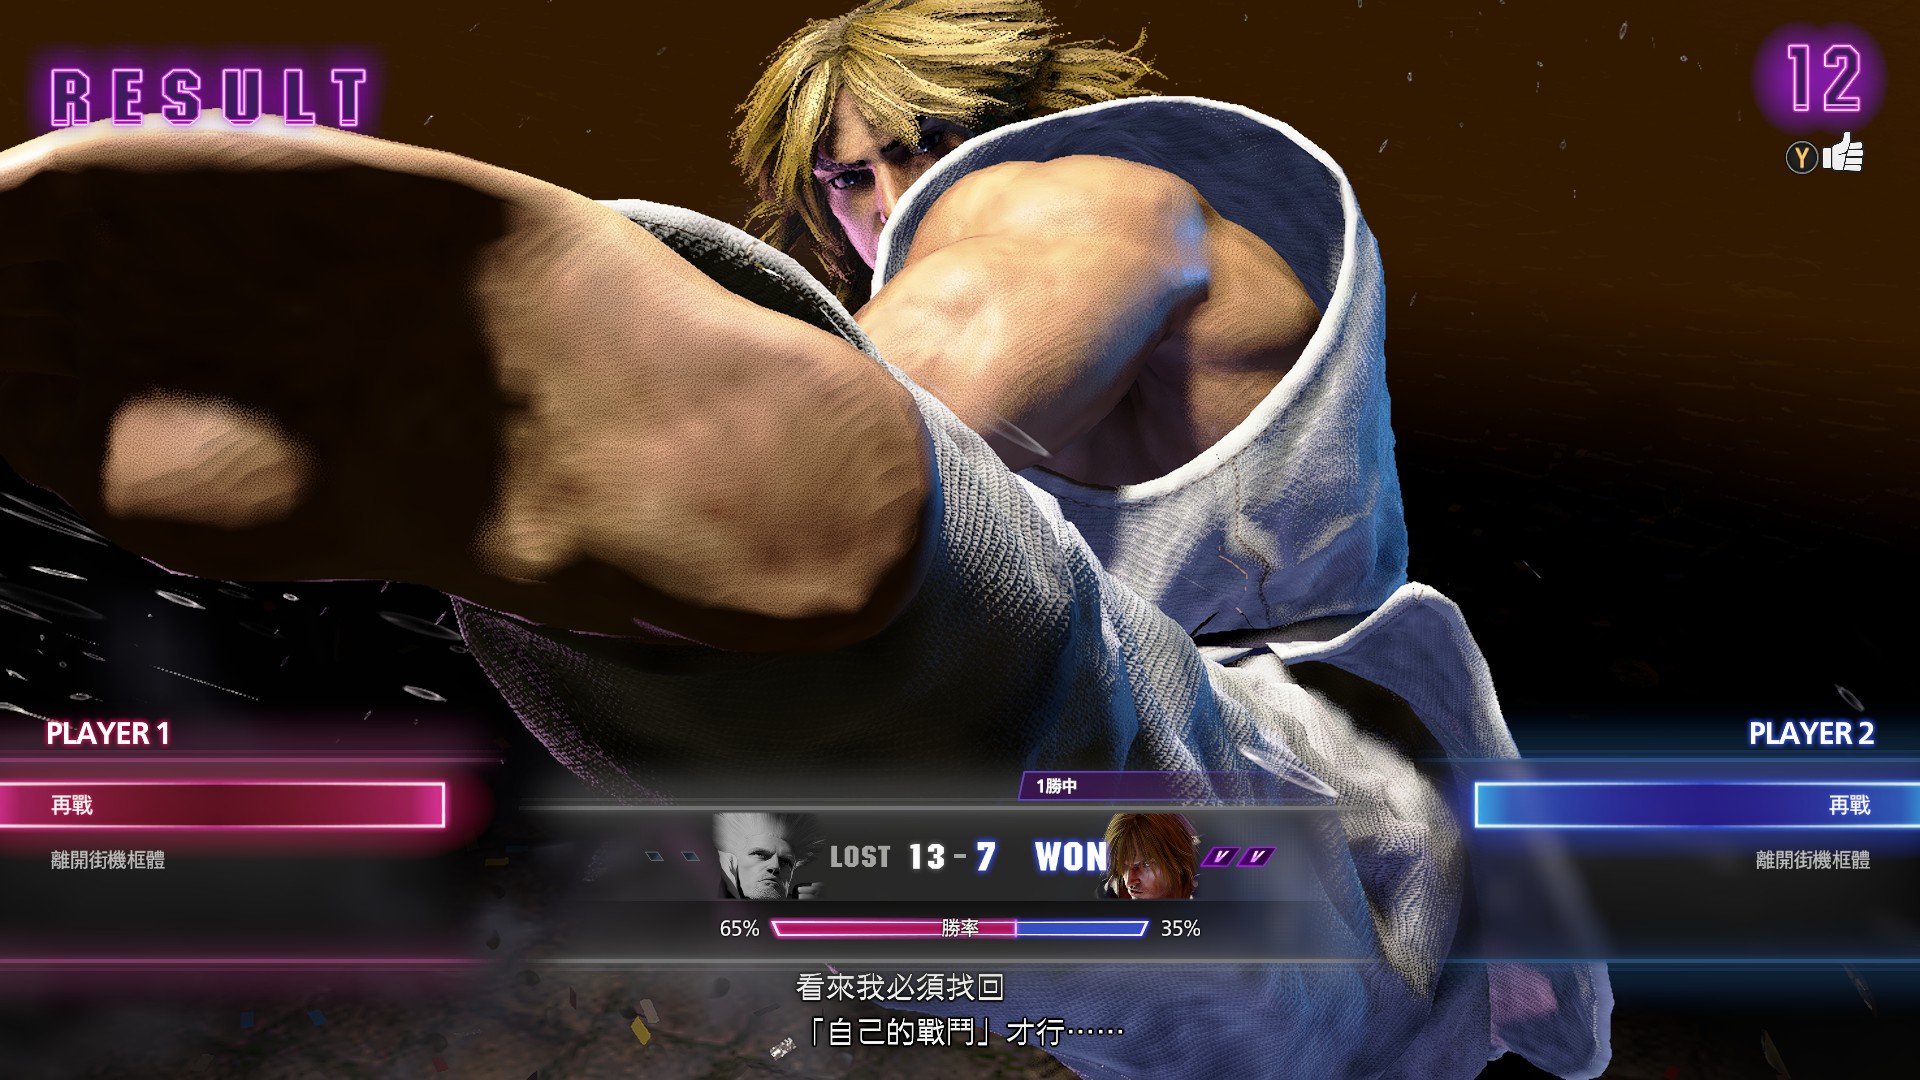 RESULT
12
Y
PLAYER 1
再戰
離開街機框體
PLAYER 2
再戰
離開街機框體
1勝中
LOST 13 - 7 WON
V V
65% 勝率 35%
看來我必須找回
「自己的戰鬥」才行⋯⋯